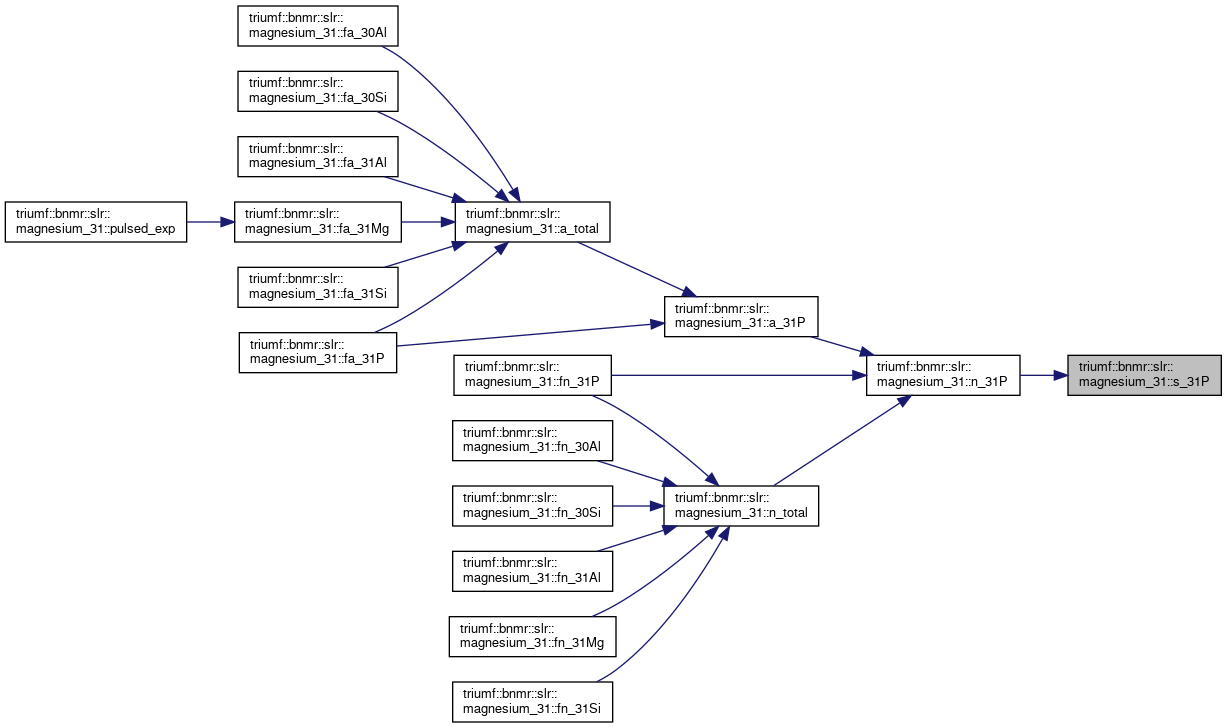 triumf::bnmr::slr::
magnesium_31::fa_30Al
triumf::bnmr::slr::
magnesium_31::fa_30Si
triumf::bnmr::slr::
magnesium_31::fa_31Al
triumf::bnmr::slr::
magnesium_31::pulsed_exp
triumf::bnmr::slr::
magnesium_31::fa_31Mg
triumf::bnmr::slr::
magnesium_31::a_total
triumf::bnmr::slr::
magnesium_31::fa_31Si
triumf::bnmr::slr::
magnesium_31::a_31P
triumf::bnmr::slr::
magnesium_31::fa_31P
triumf::bnmr::slr::
magnesium_31::fn_31P
triumf::bnmr::slr::
magnesium_31::n_31P
triumf::bnmr::slr::
magnesium_31::s_31P
triumf::bnmr::slr::
magnesium_31::fn_30Al
triumf::bnmr::slr::
magnesium_31::fn_30Si
triumf::bnmr::slr::
magnesium_31::n_total
triumf::bnmr::slr::
magnesium_31::fn_31Al
triumf::bnmr::slr::
magnesium_31::fn_31Mg
triumf::bnmr::slr::
magnesium_31::fn_31Si